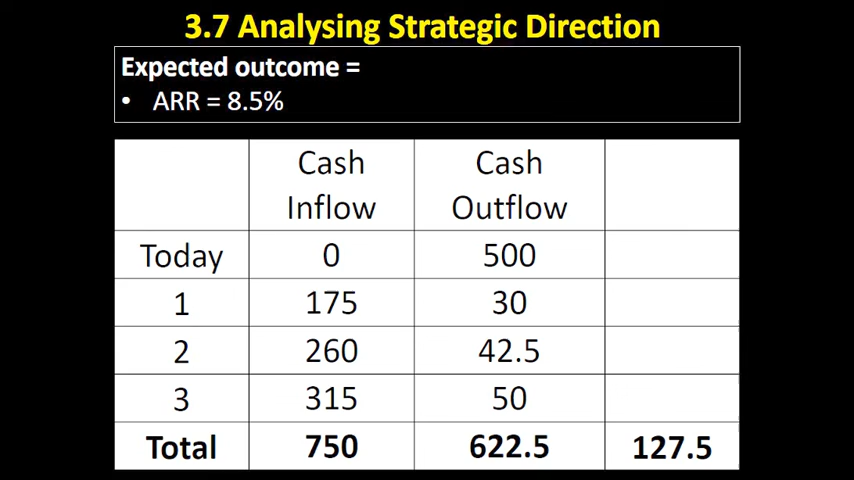 3.7 Analysing Strategic Direction
Expected outcome =
• ARR = 8.5%
Cash Inflow Cash Outflow
Today 0 500
1 175 30
2 260 42.5
3 315 50
Total 750 622.5 127.5